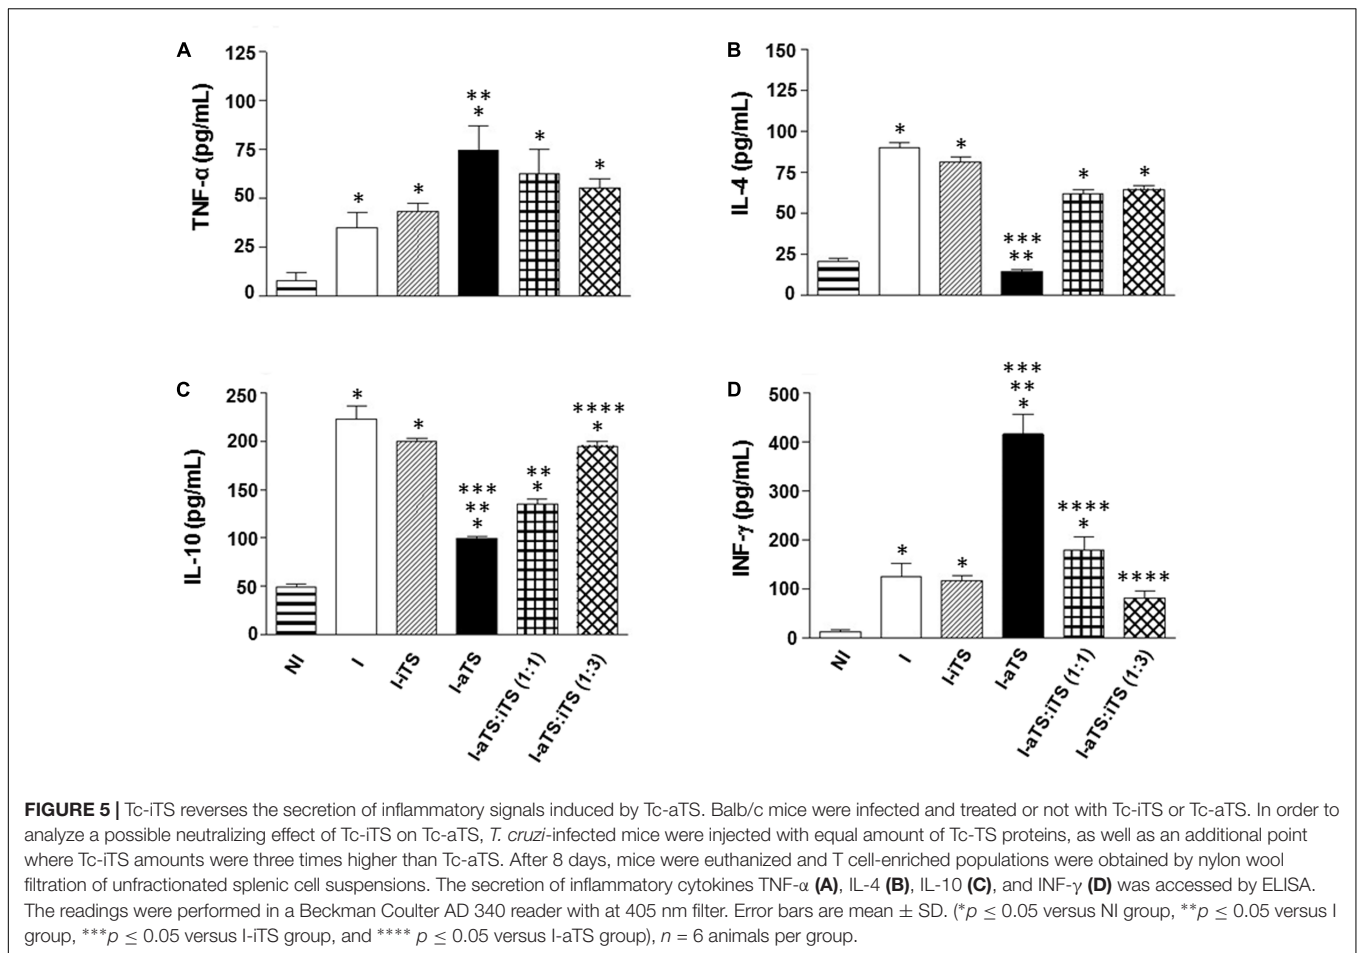 A
TNF-α (pg/mL)
125
100
75
50
25
0
*
*
**
*
*
*
B
IL-4 (pg/mL)
150
100
75
50
25
0
*
*
***
**
*
*
C
IL-10 (pg/mL)
250
200
150
100
50
0
*
*
***
**
*
**
*
****
*
NI
I
I-iTS
I-aTS
I-aTS:iTS (1:1)
I-aTS:iTS (1:3)
D
INF-γ (pg/mL)
500
400
300
200
100
0
*
*
***
**
*
****
*
****
NI
I
I-iTS
I-aTS
I-aTS:iTS (1:1)
I-aTS:iTS (1:3)
FIGURE 5 | Tc-iTS reverses the secretion of inflammatory signals induced by Tc-aTS. Balb/c mice were infected and treated or not with Tc-iTS or Tc-aTS. In order to
analyze a possible neutralizing effect of Tc-iTS on Tc-aTS, T. cruzi-infected mice were injected with equal amount of Tc-TS proteins, as well as an additional point
where Tc-iTS amounts were three times higher than Tc-aTS. After 8 days, mice were euthanized and T cell-enriched populations were obtained by nylon wool
filtration of unfractionated splenic cell suspensions. The secretion of inflammatory cytokines TNF-α (A), IL-4 (B), IL-10 (C), and INF-γ (D) was accessed by ELISA.
The readings were performed in a Beckman Coulter AD 340 reader with at 405 nm filter. Error bars are mean ± SD. (*p ≤ 0.05 versus NI group, **p ≤ 0.05 versus I
group, ***p ≤ 0.05 versus I-iTS group, and **** p ≤ 0.05 versus I-aTS group), n = 6 animals per group.